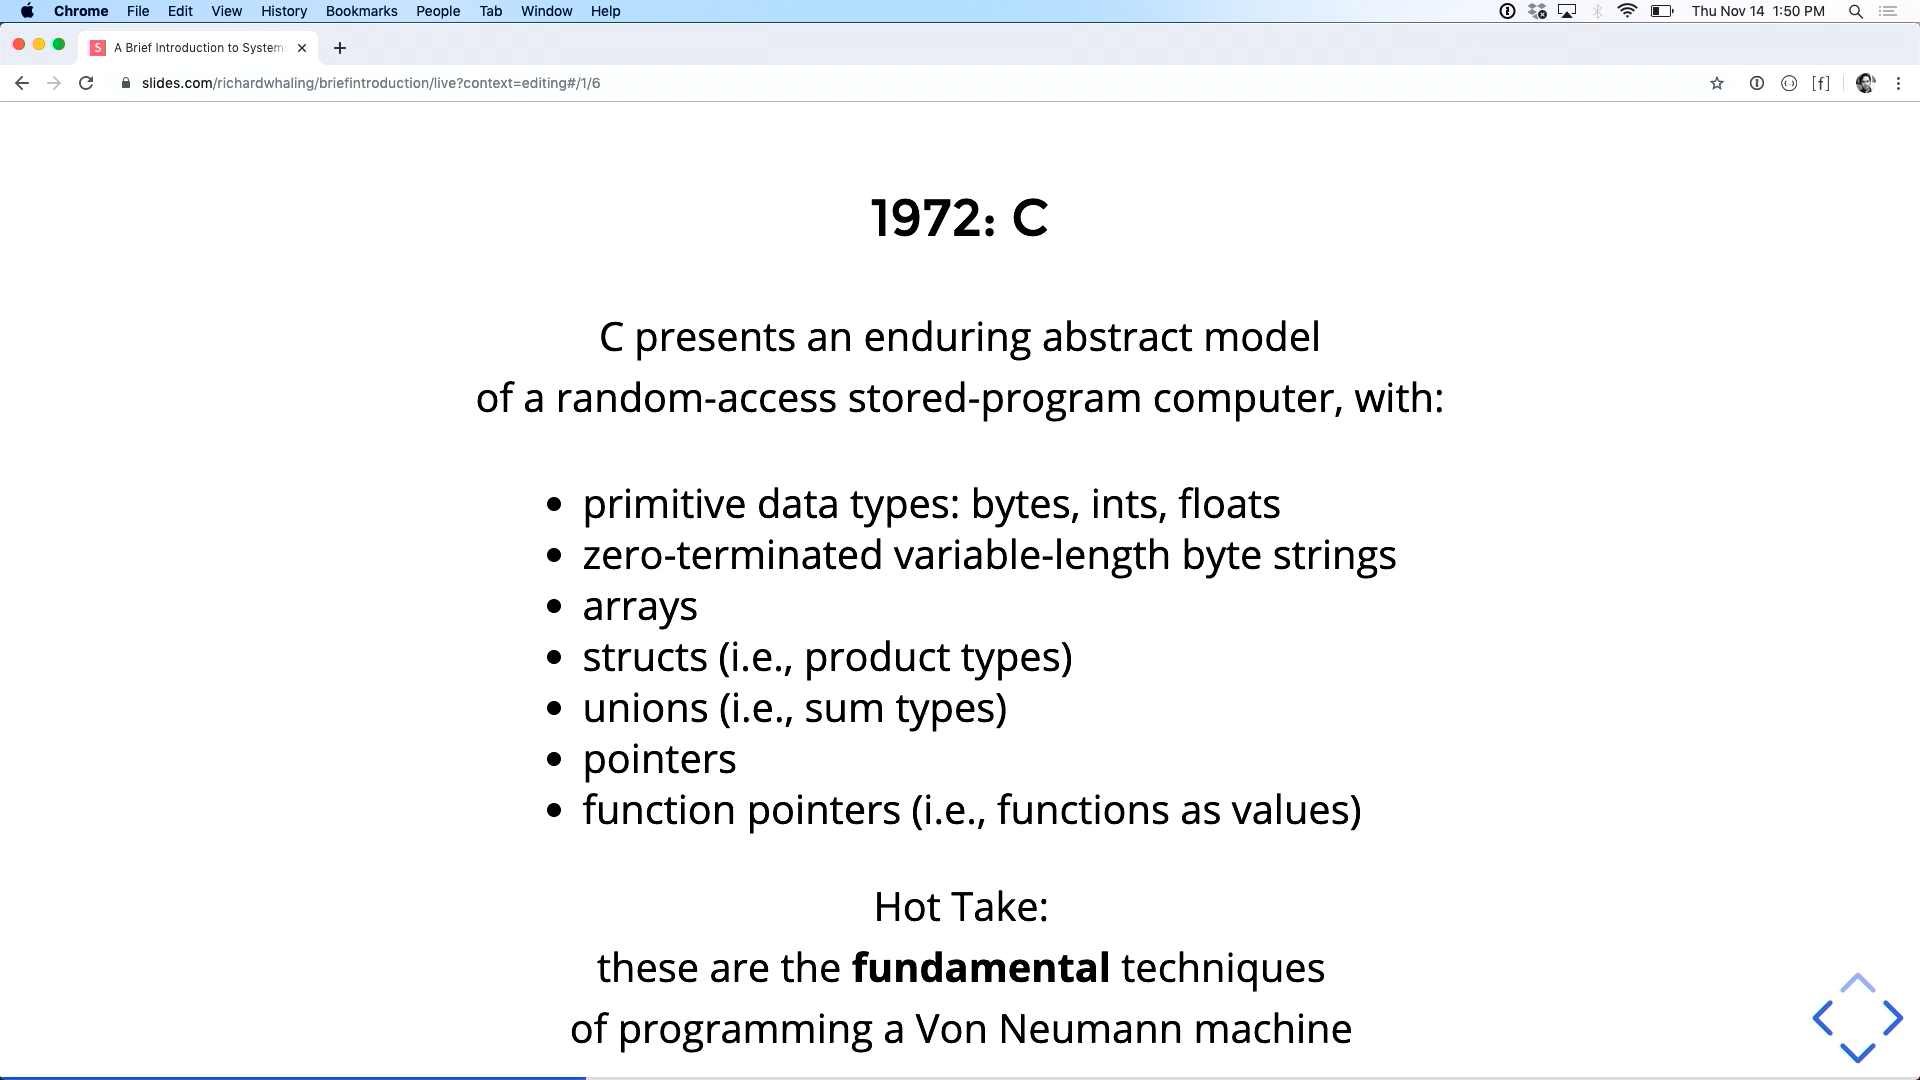 Chrome File Edit View History Bookmarks People Tab Window Help Thu Nov 14 1:50 PM
S A Brief Introduction to System
slides.com/richardwhaling/briefintroduction/live?context=editing#/1/6 [f]
1972: C
C presents an enduring abstract model
of a random-access stored-program computer, with:
• primitive data types: bytes, ints, floats
• zero-terminated variable-length byte strings
• arrays
• structs (i.e., product types)
• unions (i.e., sum types)
• pointers
• function pointers (i.e., functions as values)
Hot Take:
these are the fundamental techniques
of programming a Von Neumann machine